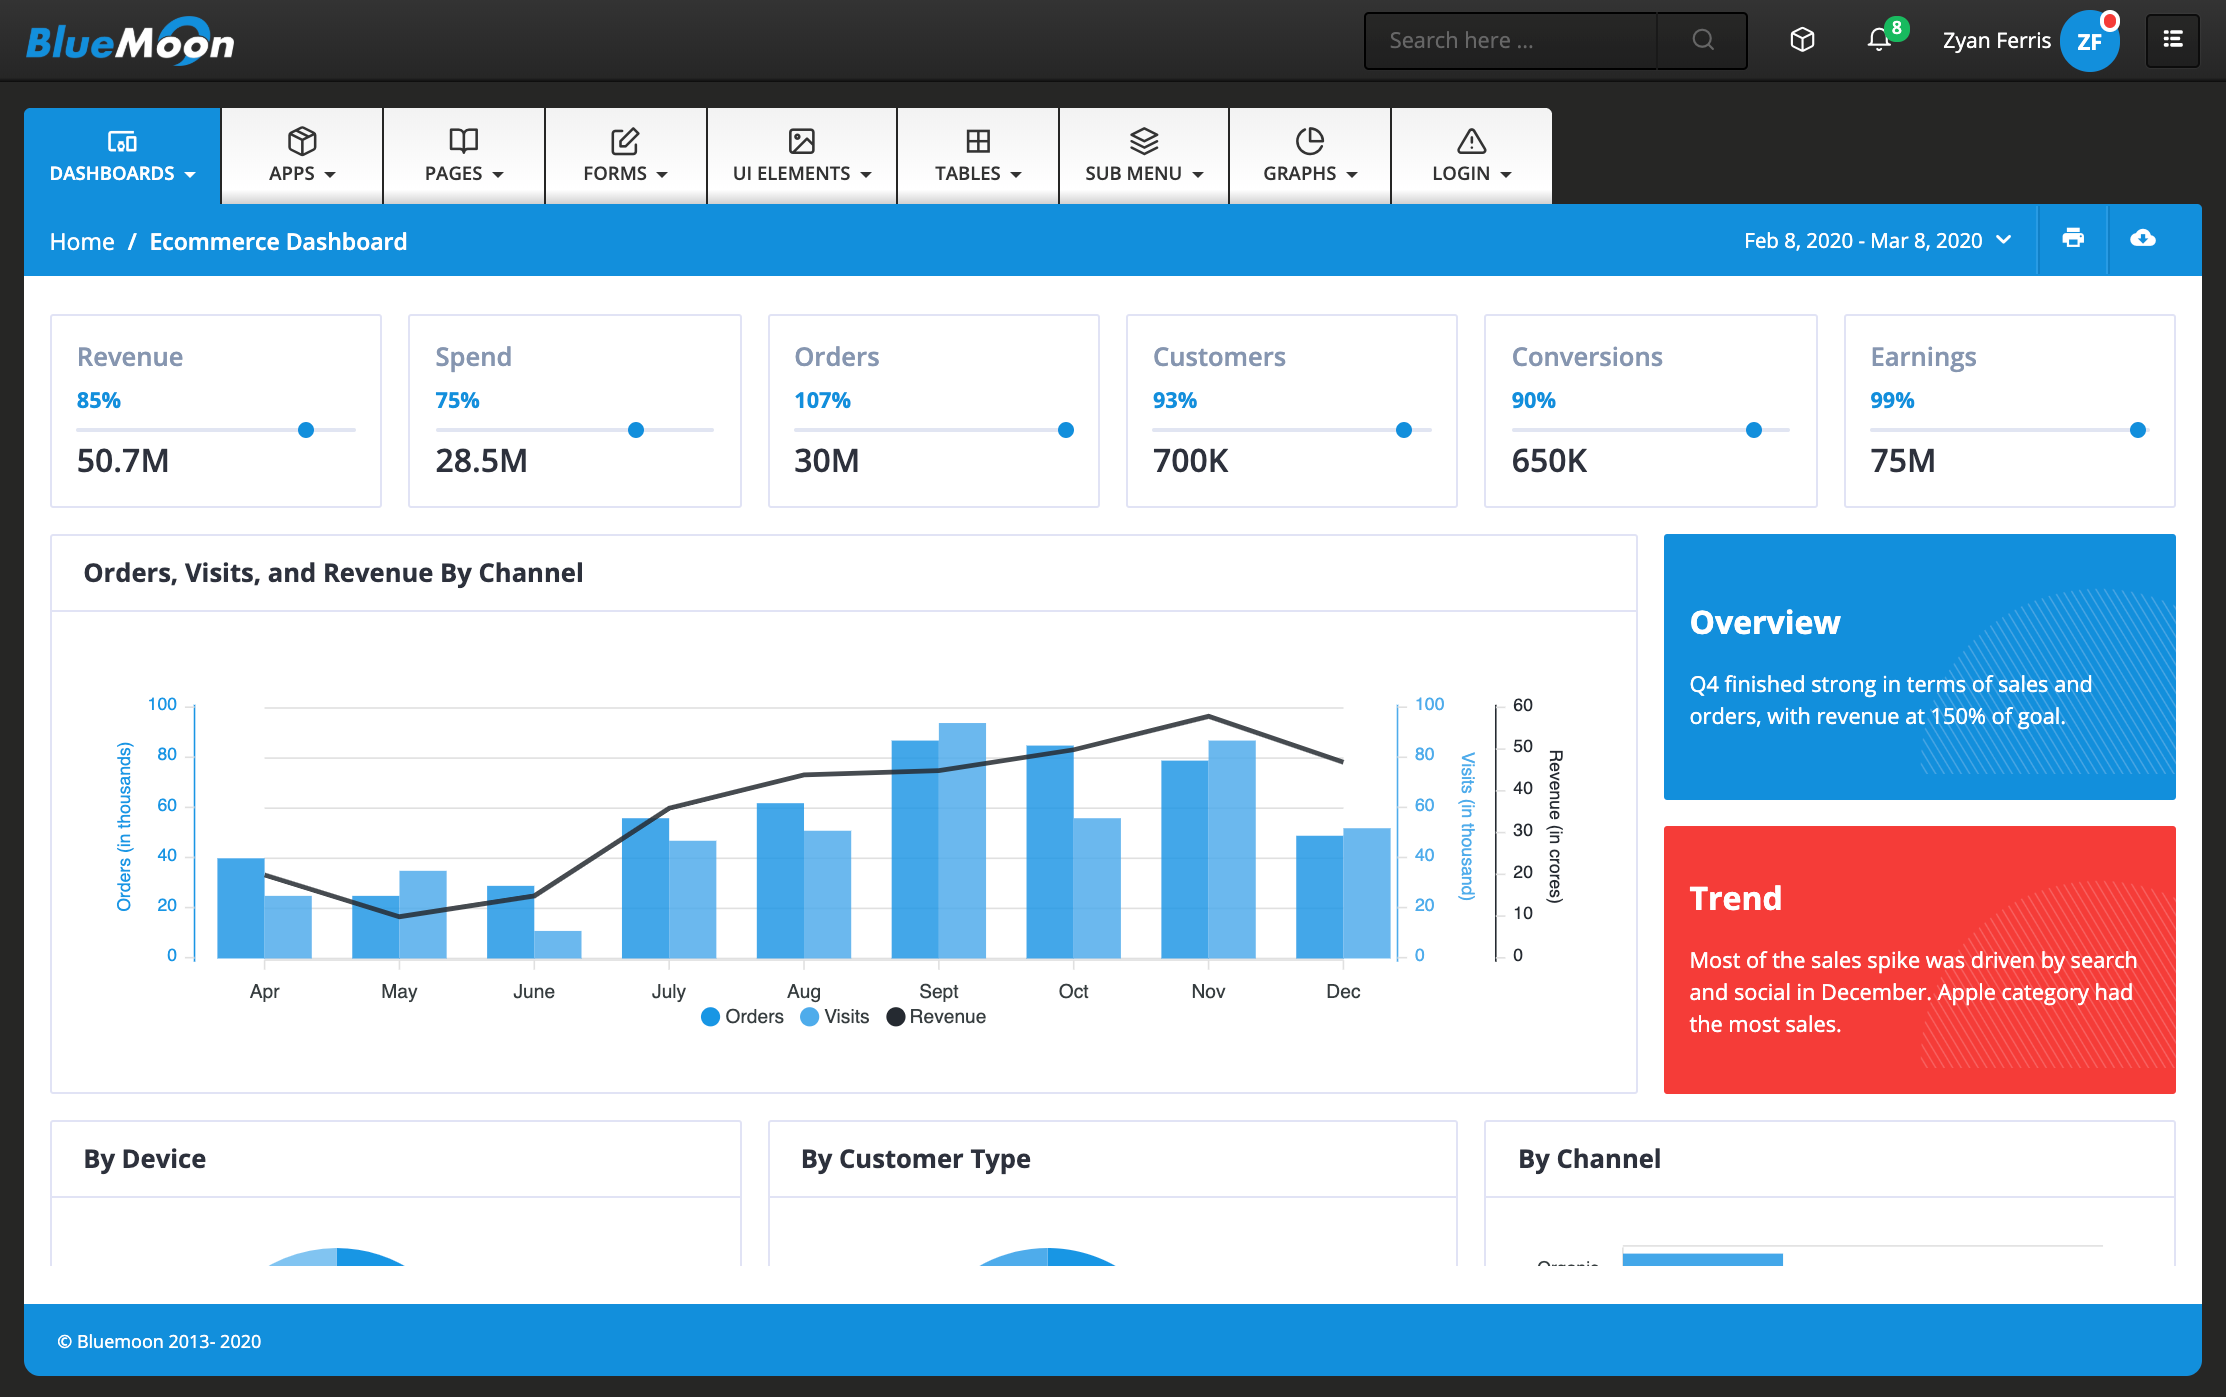 BlueMoon
Search here ...
8
Zyan Ferris
ZF
DASHBOARDS
APPS
PAGES
FORMS
UI ELEMENTS
TABLES
SUB MENU
GRAPHS
LOGIN
Home / Ecommerce Dashboard
Feb 8, 2020 - Mar 8, 2020
Revenue
85%
50.7M
Spend
75%
28.5M
Orders
107%
30M
Customers
93%
700K
Conversions
90%
650K
Earnings
99%
75M
Orders, Visits, and Revenue By Channel
Orders (in thousands)
100
80
60
40
20
0
Apr
May
June
July
Aug
Sept
Oct
Nov
Dec
100
80
60
40
20
0
Visits (in thousand)
60
50
40
30
20
10
0
Revenue (in crores)
Orders
Visits
Revenue
Overview
Q4 finished strong in terms of sales and
orders, with revenue at 150% of goal.
Trend
Most of the sales spike was driven by search
and social in December. Apple category had
the most sales.
By Device
By Customer Type
By Channel
© Bluemoon 2013- 2020